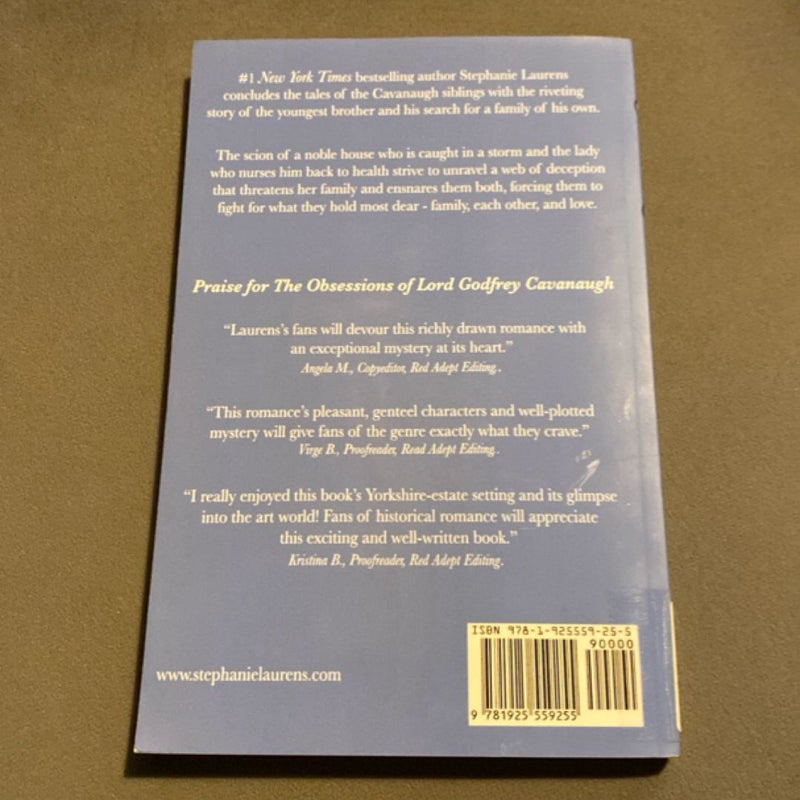 #1 New York Times bestselling author Stephanie Laurens
concludes the tales of the Cavanaugh siblings with the riveting
story of the youngest brother and his search for a family of his own.
The scion of a noble house who is caught in a storm and the lady
who nurses him back to health strive to unravel a web of deception
that threatens her family and ensnares them both, forcing them to
fight for what they hold most dear - family, each other, and love.
Praise for The Obsessions of Lord Godfrey Cavanaugh
“Laurens’s fans will devour this richly drawn romance with
an exceptional mystery at its heart.”
Angela M., Copyeditor, Red Adept Editing.
“This romance’s pleasant, genteel characters and well-plotted
mystery will give fans of the genre exactly what they crave.”
Virge B., Proofreader, Read Adept Editing.
“I really enjoyed this book’s Yorkshire-estate setting and its glimpse
into the art world! Fans of historical romance will appreciate
this exciting and well-written book.”
Kristina B., Proofreader, Red Adept Editing.
ISBN 978-1-925559-25-5
90000
www.stephanielaurens.com
9 781925 559255